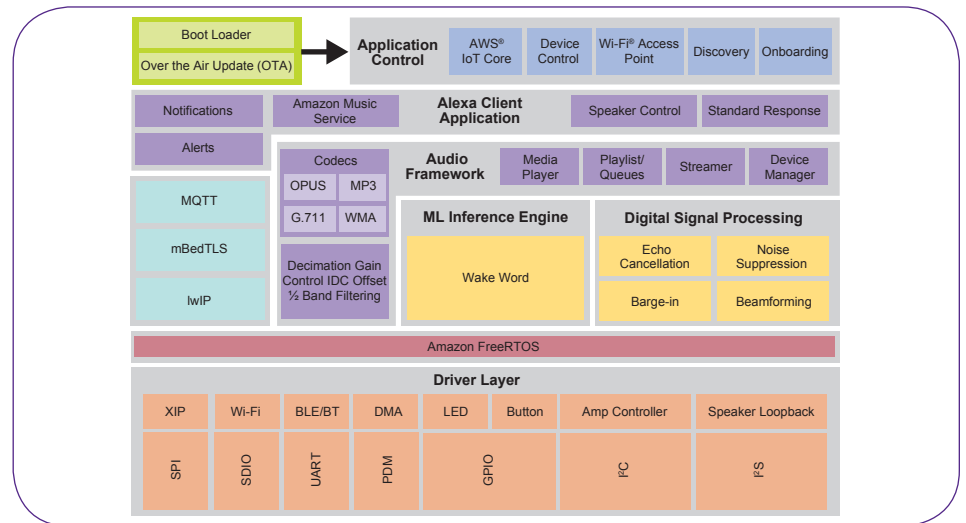 Boot Loader
Over the Air Update (OTA)
Application
Control
AWS®
IoT Core
Device
Control
Wi-Fi® Access
Point
Discovery
Onboarding
Notifications
Amazon Music
Service
Alexa Client
Application
Speaker Control
Standard Response
Alerts
Codecs
OPUS
MP3
G.711
WMA
Audio
Framework
Media
Player
Playlist/
Queues
Streamer
Device
Manager
MQTT
mBedTLS
lwIP
Decimation Gain
Control IDC Offset
½ Band Filtering
ML Inference Engine
Wake Word
Digital Signal Processing
Echo
Cancellation
Noise
Suppression
Barge-in
Beamforming
Amazon FreeRTOS
Driver Layer
XIP
Wi-Fi
BLE/BT
DMA
LED
Button
Amp Controller
Speaker Loopback
SPI
SDIO
UART
PDM
GPIO
I²C
I²S